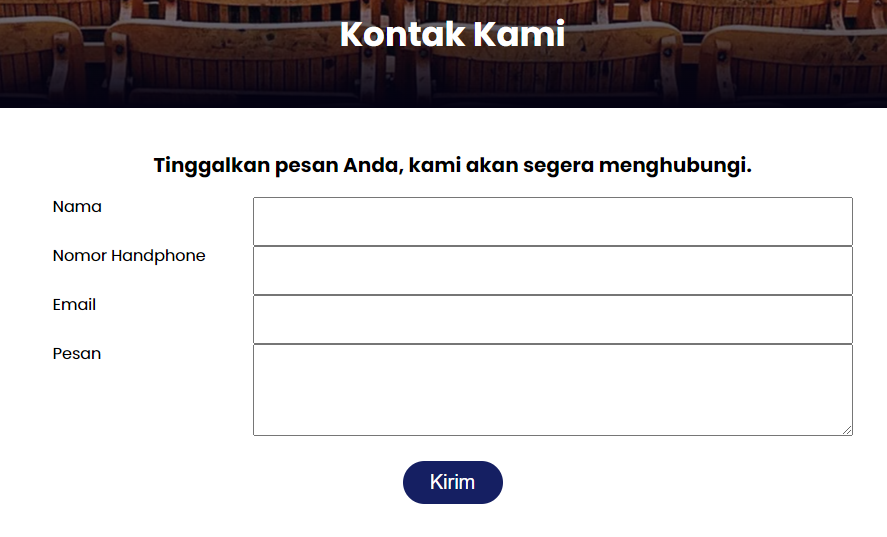 Kontak Kami
Tinggalkan pesan Anda, kami akan segera menghubungi.
Nama
Nomor Handphone
Email
Pesan
Kirim